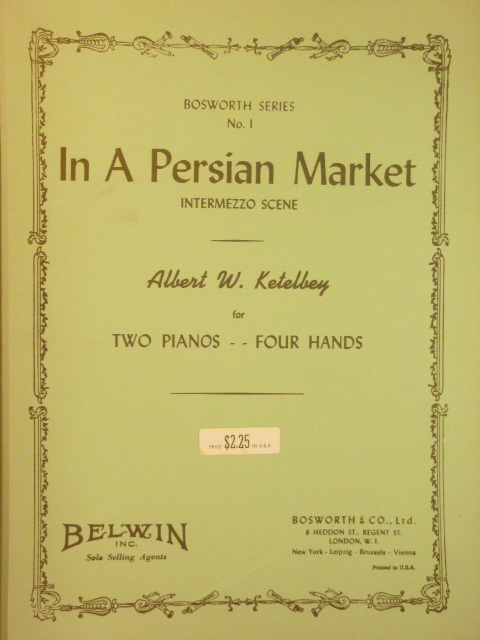 BOSWORTH SERIES
No. 1
In A Persian Market
INTERMEZZO SCENE
Albert W. Ketelbey
for
TWO PIANOS - - FOUR HANDS
PRICE $2.25 IN U.S.A.
BELWIN
INC.
Sole Selling Agents
BOSWORTH & CO., Ltd.
8 HEDDON ST., REGENT ST.
LONDON, W. 1.
New York - Leipzig - Brussels - Vienna
Printed in U.S.A.